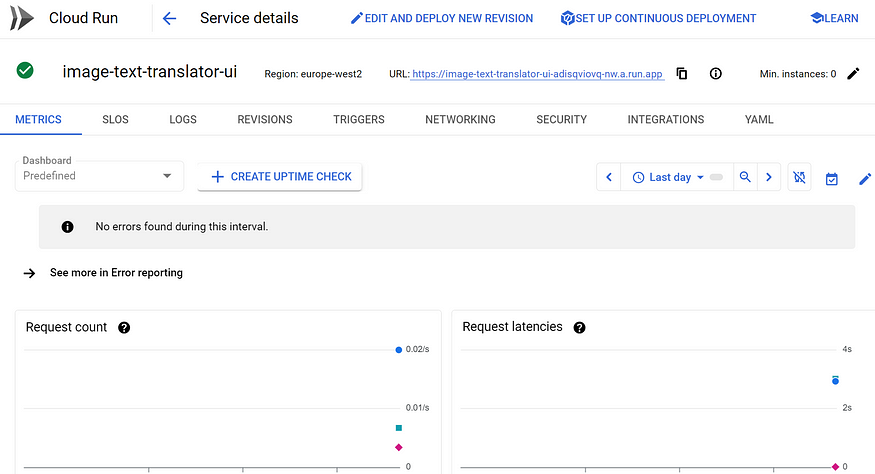 Cloud Run
Service details
EDIT AND DEPLOY NEW REVISION
SET UP CONTINUOUS DEPLOYMENT
LEARN
image-text-translator-ui
Region: europe-west2
URL: https://image-text-translator-ui-adisqviovq-nw.a.run.app
Min. instances: 0
METRICS
SLOS
LOGS
REVISIONS
TRIGGERS
NETWORKING
SECURITY
INTEGRATIONS
YAML
Dashboard
Predefined
CREATE UPTIME CHECK
Last day
No errors found during this interval.
See more in Error reporting
Request count
0.02/s
0.01/s
0
Request latencies
4s
2s
0